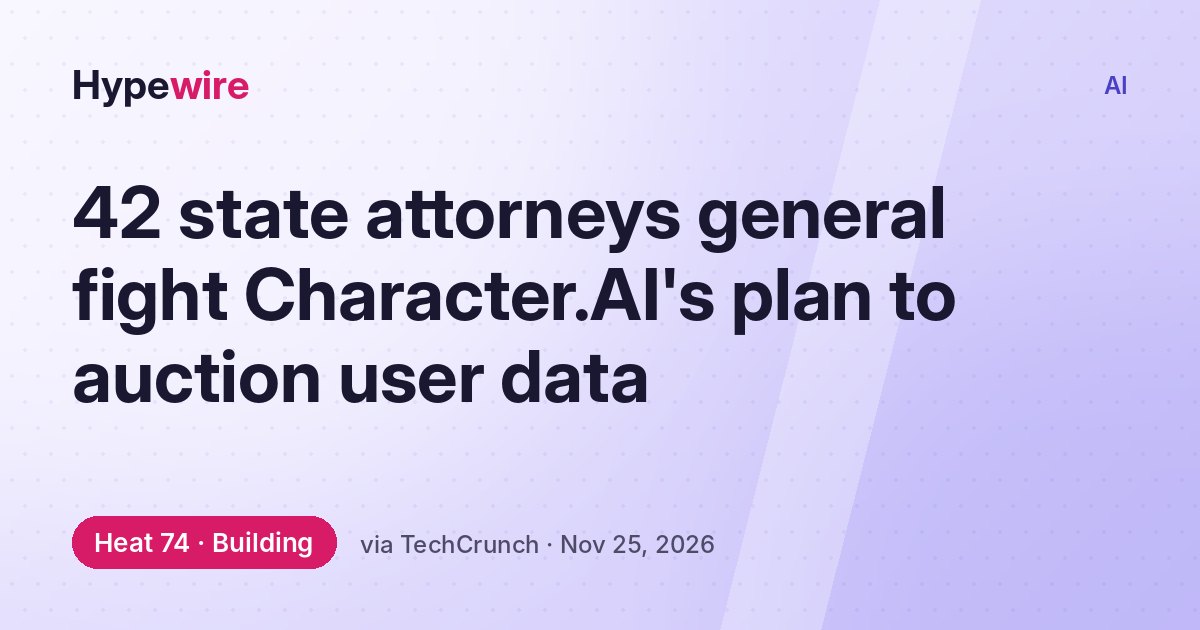 Hypewire
AI
42 state attorneys general
fight Character.AI's plan to
auction user data
Heat 74 · Building
via TechCrunch · Nov 25, 2026